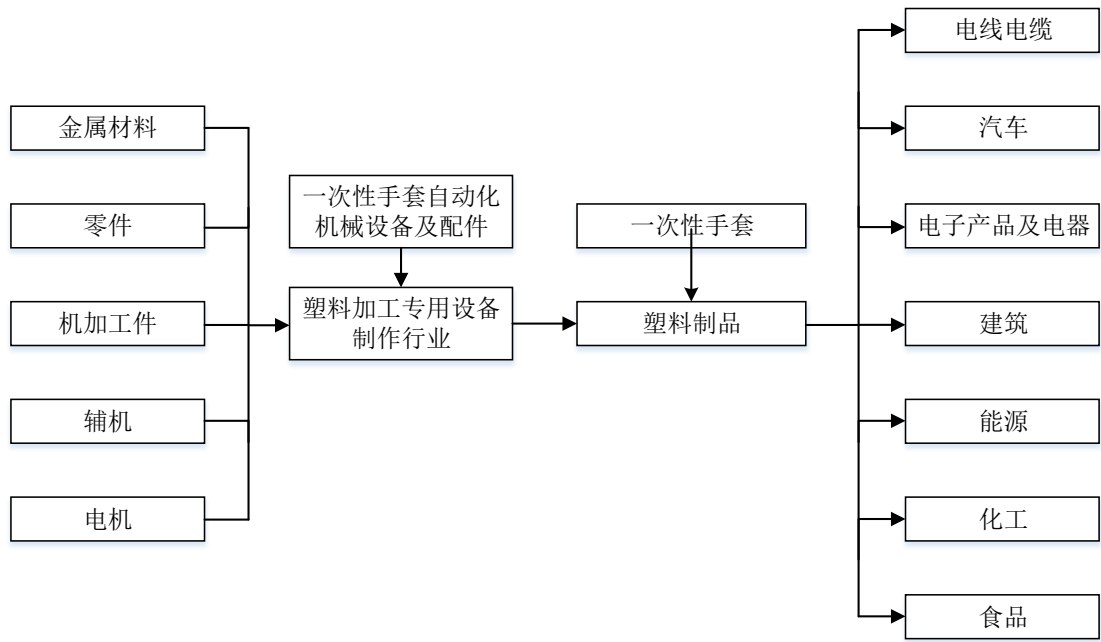 金属材料
零件
机加工件
辅机
电机
一次性手套自动化
机械设备及配件
塑料加工专用设备
制作行业
一次性手套
塑料制品
电线电缆
汽车
电子产品及电器
建筑
能源
化工
食品